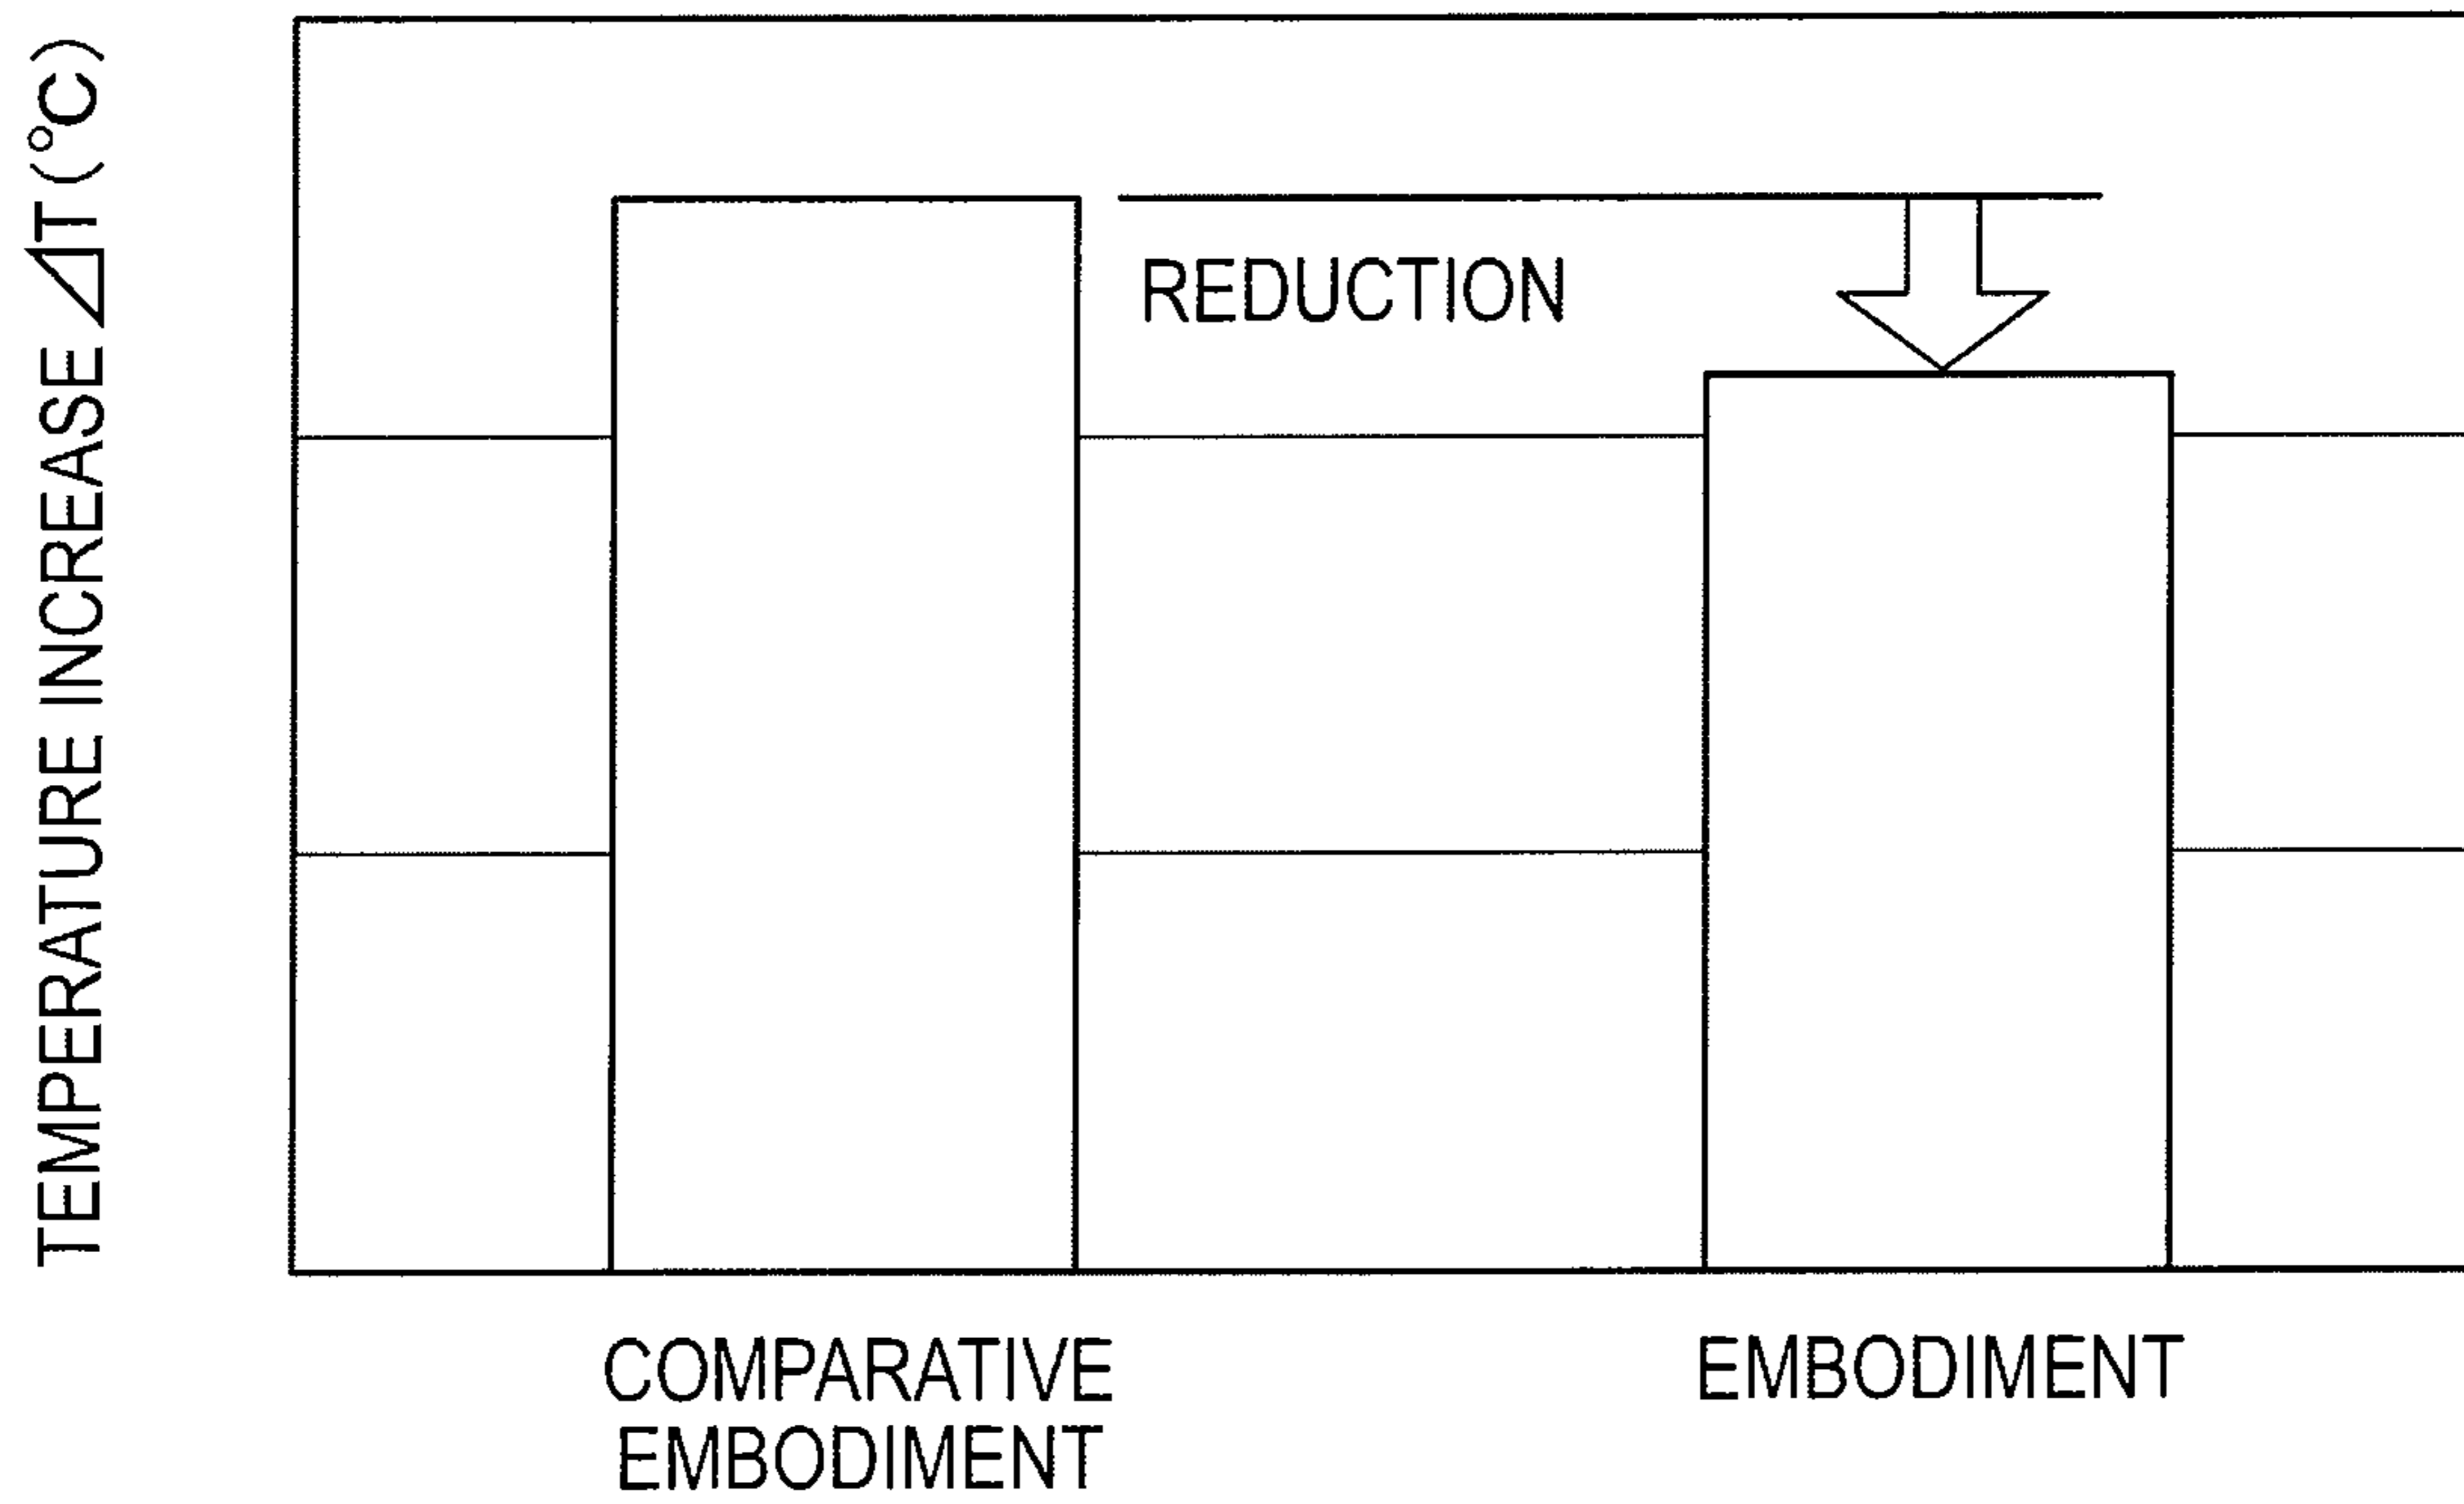 TEMPERATURE INCREASE ⊿T (°C)
REDUCTION
COMPARATIVE
EMBODIMENT
EMBODIMENT